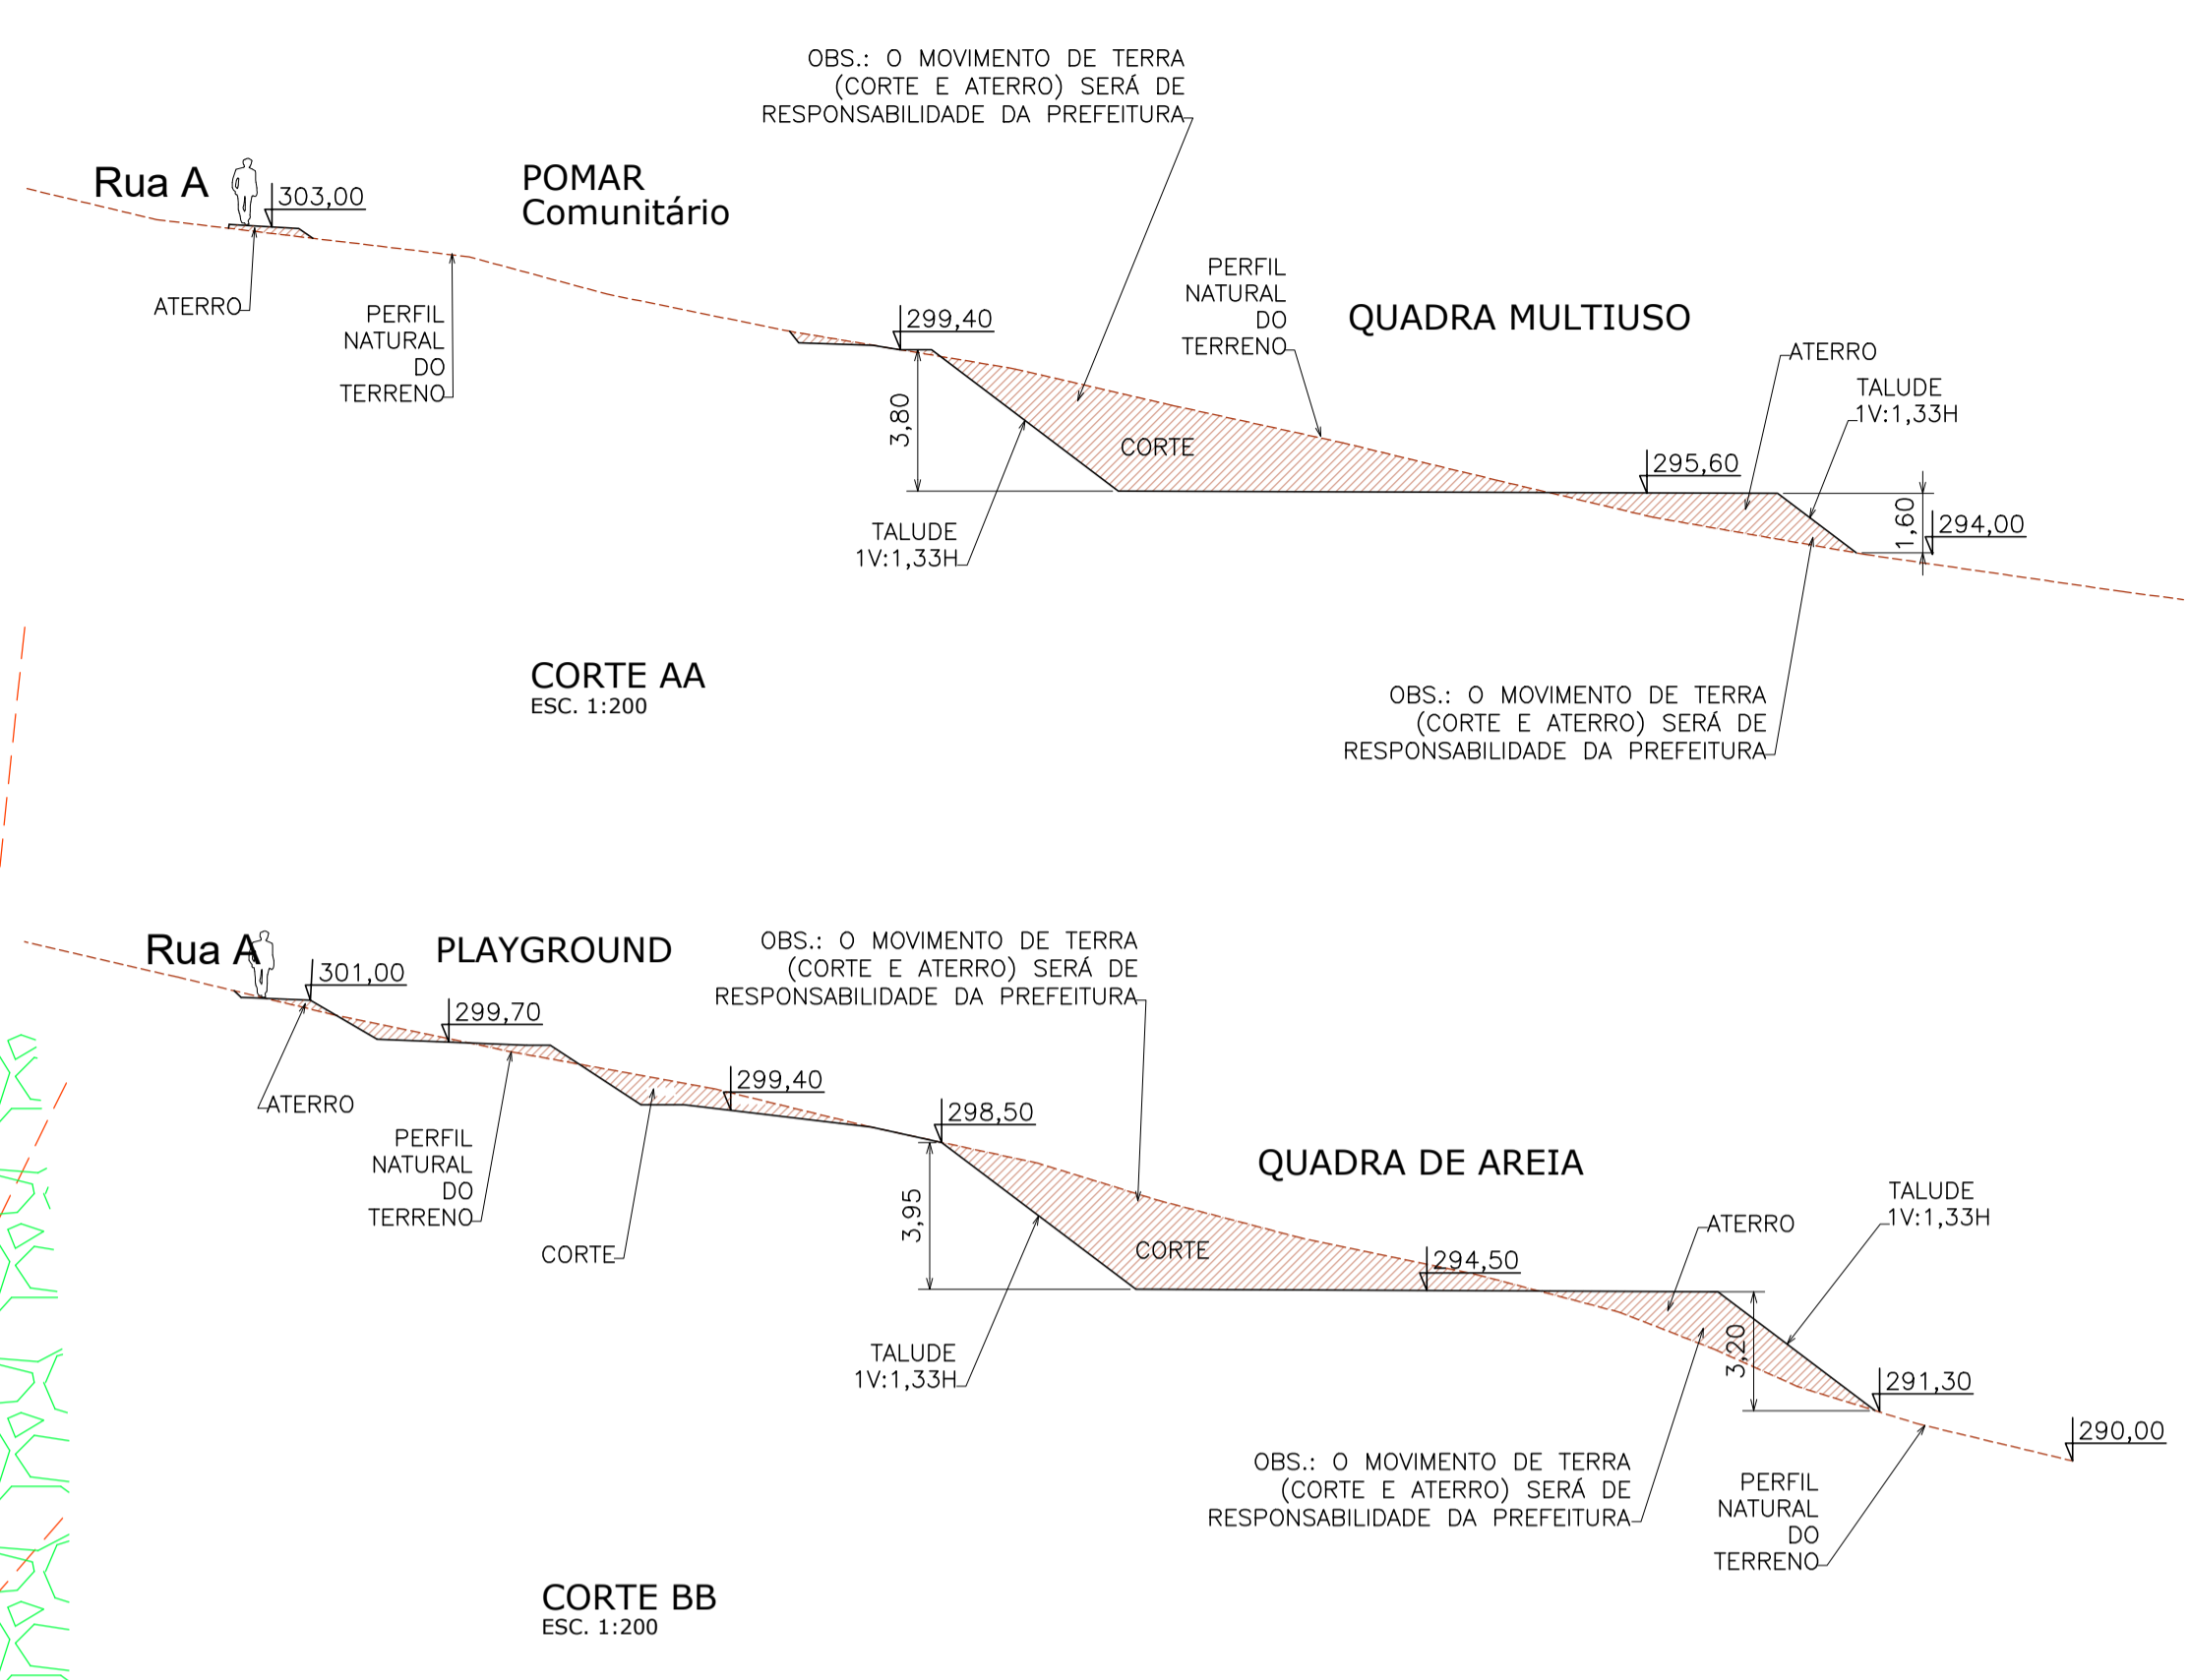 OBS.: O MOVIMENTO DE TERRA
(CORTE E ATERRO) SERÁ DE
RESPONSABILIDADE DA PREFEITURA
Rua A
303,00
POMAR
Comunitário
ATERRO
PERFIL
NATURAL
DO
TERRENO
299,40
3,80
PERFIL
NATURAL
DO
TERRENO
QUADRA MULTIUSO
ATERRO
TALUDE
1V:1,33H
CORTE
295,60
1,60
294,00
TALUDE
1V:1,33H
OBS.: O MOVIMENTO DE TERRA
(CORTE E ATERRO) SERÁ DE
RESPONSABILIDADE DA PREFEITURA
CORTE AA
ESC. 1:200
Rua A
301,00
PLAYGROUND
299,70
OBS.: O MOVIMENTO DE TERRA
(CORTE E ATERRO) SERÁ DE
RESPONSABILIDADE DA PREFEITURA
299,40
ATERRO
PERFIL
NATURAL
DO
TERRENO
CORTE
298,50
3,95
QUADRA DE AREIA
CORTE
294,50
ATERRO
TALUDE
1V:1,33H
TALUDE
1V:1,33H
3,20
291,30
290,00
OBS.: O MOVIMENTO DE TERRA
(CORTE E ATERRO) SERÁ DE
RESPONSABILIDADE DA PREFEITURA
PERFIL
NATURAL
DO
TERRENO
CORTE BB
ESC. 1:200